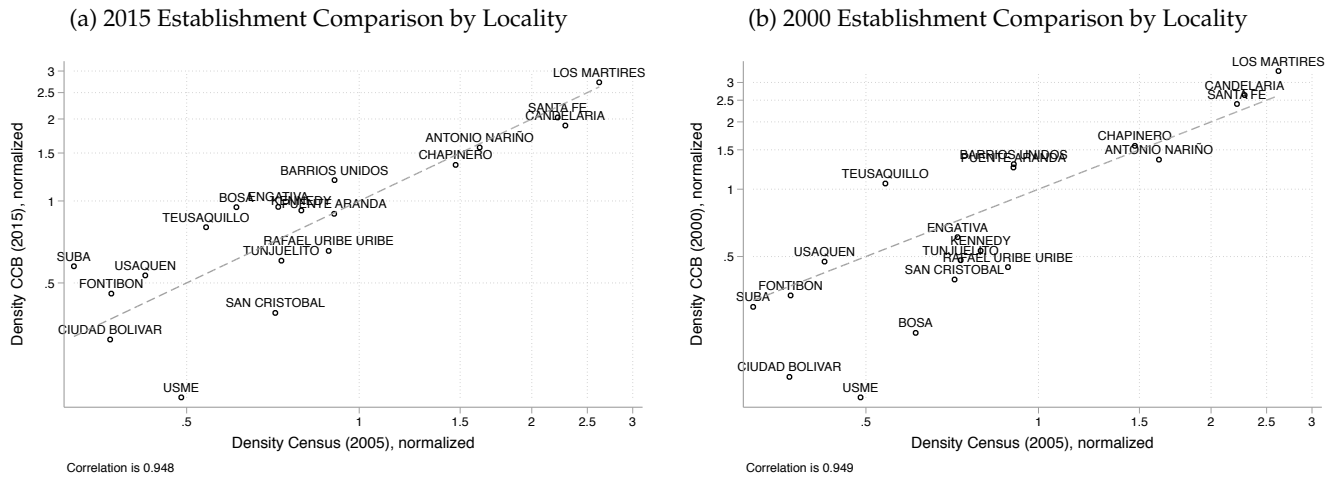 (a) 2015 Establishment Comparison by Locality
3
2.5
2
1.5
1
.5
Density CCB (2015), normalized
LOS MARTIRES
SANTA FE
CANDELARIA
ANTONIO NARIÑO
CHAPINERO
BARRIOS UNIDOS
BOSA
ENGATIVA
KENNEDY
PUENTE ARANDA
TEUSAQUILLO
RAFAEL URIBE URIBE
TUNJUELITO
SUBA
USAQUEN
FONTIBON
SAN CRISTOBAL
CIUDAD BOLIVAR
USME
.5 1 1.5 2 2.5 3
Density Census (2005), normalized
Correlation is 0.948
(b) 2000 Establishment Comparison by Locality
3
2.5
2
1.5
1
.5
Density CCB (2000), normalized
LOS MARTIRES
CANDELARIA
SANTA FE
CHAPINERO
ANTONIO NARIÑO
BARRIOS UNIDOS
PUENTE ARANDA
TEUSAQUILLO
ENGATIVA
KENNEDY
TUNJUELITO
RAFAEL URIBE URIBE
USAQUEN
SAN CRISTOBAL
FONTIBON
SUBA
BOSA
CIUDAD BOLIVAR
USME
.5 1 1.5 2 2.5 3
Density Census (2005), normalized
Correlation is 0.949